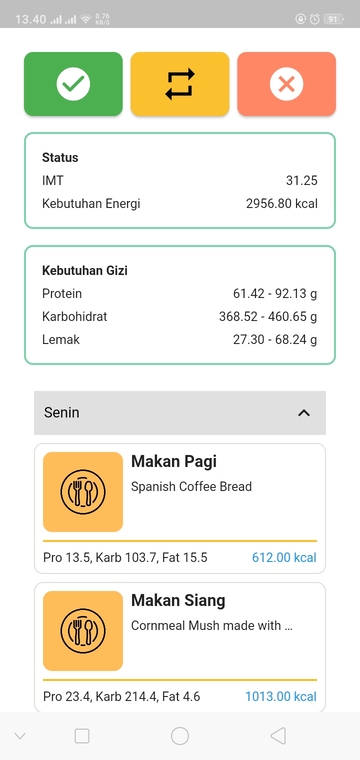 13.40 0.76 KB/S 91
Status
IMT 31.25
Kebutuhan Energi 2956.80 kcal
Kebutuhan Gizi
Protein 61.42 - 92.13 g
Karbohidrat 368.52 - 460.65 g
Lemak 27.30 - 68.24 g
Senin
Makan Pagi
Spanish Coffee Bread
Pro 13.5, Karb 103.7, Fat 15.5 612.00 kcal
Makan Siang
Cornmeal Mush made with ...
Pro 23.4, Karb 214.4, Fat 4.6 1013.00 kcal